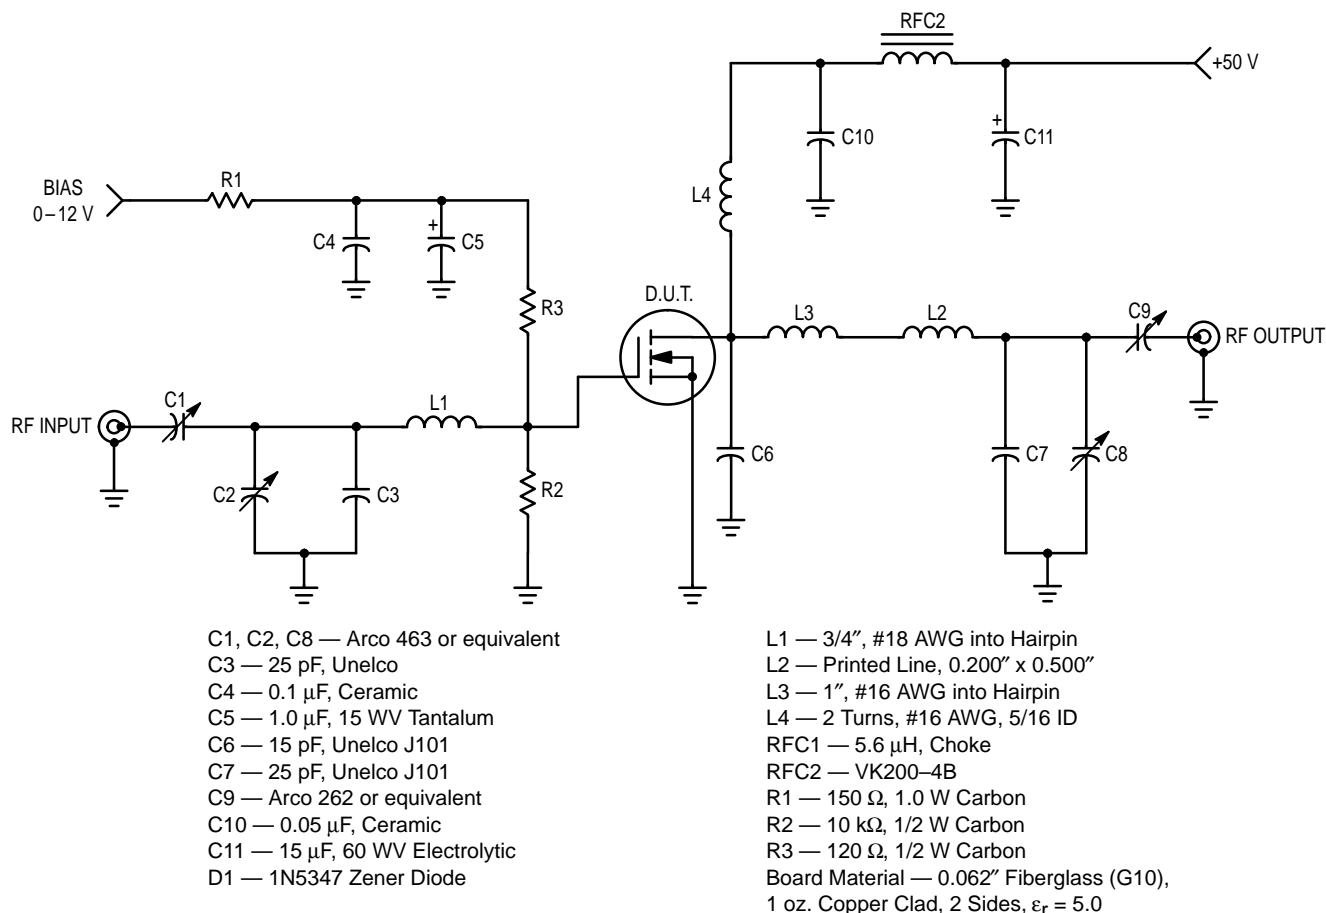 RFC2
+50 V
+
C10
C11
BIAS
0–12 V
R1
L4
+
C4
C5
R3
D.U.T.
L3
L2
C9
RF OUTPUT
RF INPUT
C1
L1
C2
C3
R2
C6
C7
C8
C1, C2, C8 — Arco 463 or equivalent
C3 — 25 pF, Unelco
C4 — 0.1 μF, Ceramic
C5 — 1.0 μF, 15 WV Tantalum
C6 — 15 pF, Unelco J101
C7 — 25 pF, Unelco J101
C9 — Arco 262 or equivalent
C10 — 0.05 μF, Ceramic
C11 — 15 μF, 60 WV Electrolytic
D1 — 1N5347 Zener Diode
L1 — 3/4″, #18 AWG into Hairpin
L2 — Printed Line, 0.200″ x 0.500″
L3 — 1″, #16 AWG into Hairpin
L4 — 2 Turns, #16 AWG, 5/16 ID
RFC1 — 5.6 μH, Choke
RFC2 — VK200–4B
R1 — 150 Ω, 1.0 W Carbon
R2 — 10 kΩ, 1/2 W Carbon
R3 — 120 Ω, 1/2 W Carbon
Board Material — 0.062″ Fiberglass (G10),
1 oz. Copper Clad, 2 Sides, εr = 5.0